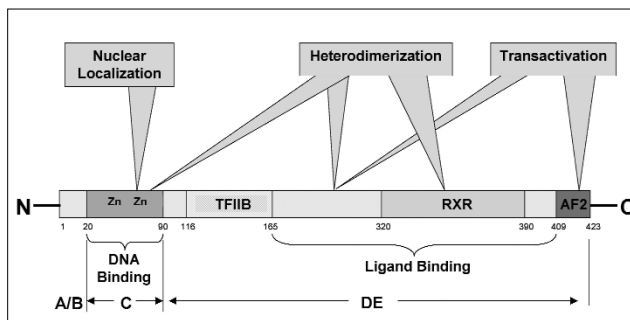 Nuclear
Localization
Heterodimerization
Transactivation
N
Zn Zn
TFIIB
RXR
AF2
C
1 20 90 116 165 320 390 409 423
DNA
Binding
Ligand Binding
A/B C DE